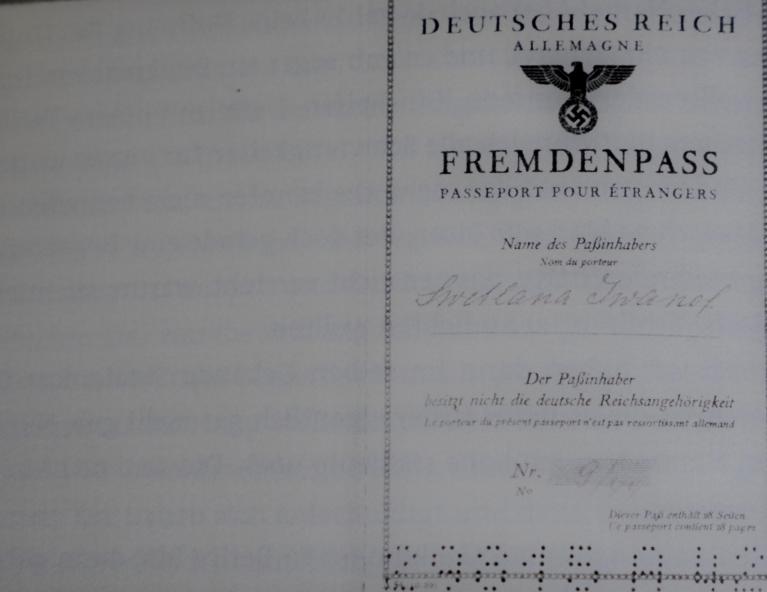 DEUTSCHES REICH
ALLEMAGNE
FREMDENPASS
PASSEPORT POUR ÉTRANGERS
Name des Paßinhabers
Nom du porteur
Swetlana Iwanof
Der Paßinhaber
besitzt nicht die deutsche Reichsangehörigkeit
Le porteur du présent passeport n'est pas ressortissant allemand
Nr.
No
Dieser Paß enthält 28 Seiten
Ce passeport contient 28 pages